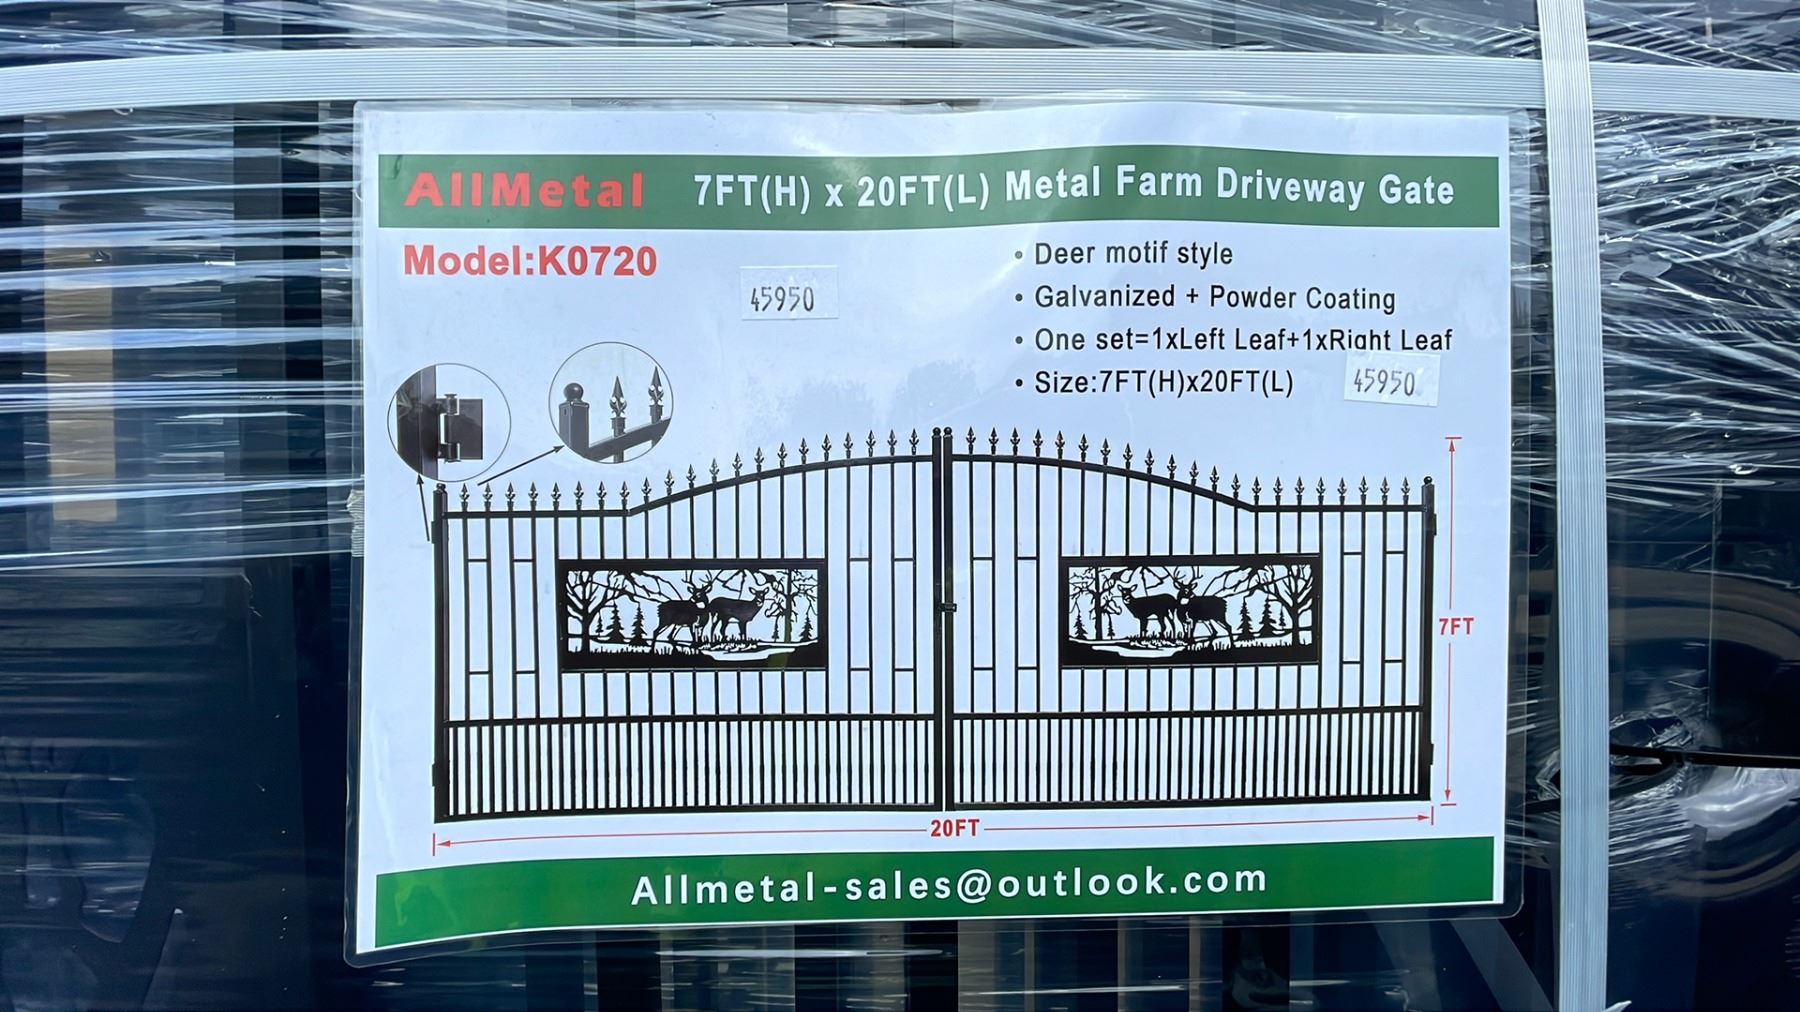 AllMetal 7FT(H) x 20FT(L) Metal Farm Driveway Gate
Model:K0720
45950
• Deer motif style
• Galvanized + Powder Coating
• One set=1xLeft Leaf+1xRight Leaf
• Size:7FT(H)x20FT(L)
45950
7FT
20FT
Allmetal-sales@outlook.com